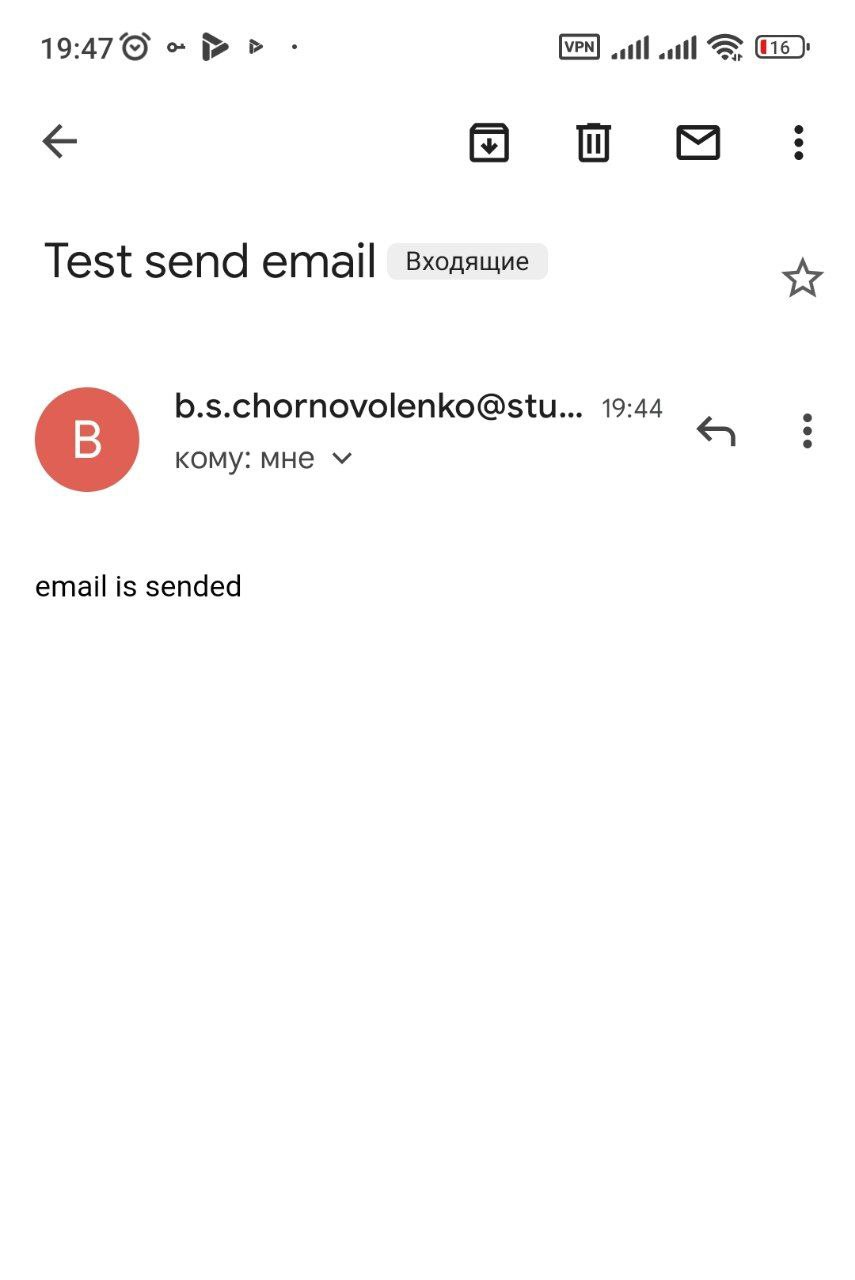 19:47 VPN 16
Test send email Входящие
B b.s.chornovolenko@stu... 19:44
кому: мне
email is sended